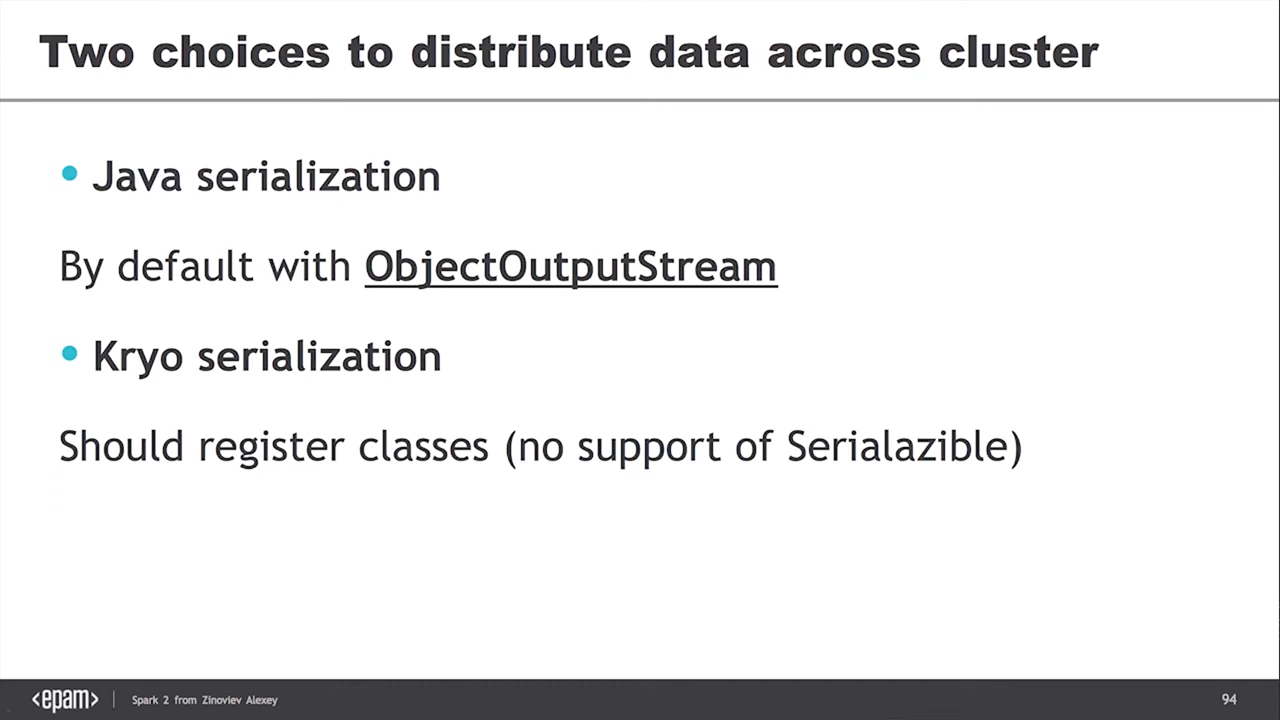 Two choices to distribute data across cluster
• Java serialization
By default with ObjectOutputStream
• Kryo serialization
Should register classes (no support of Serialazible)
<epam> | Spark 2 from Zinoviev Alexey 94